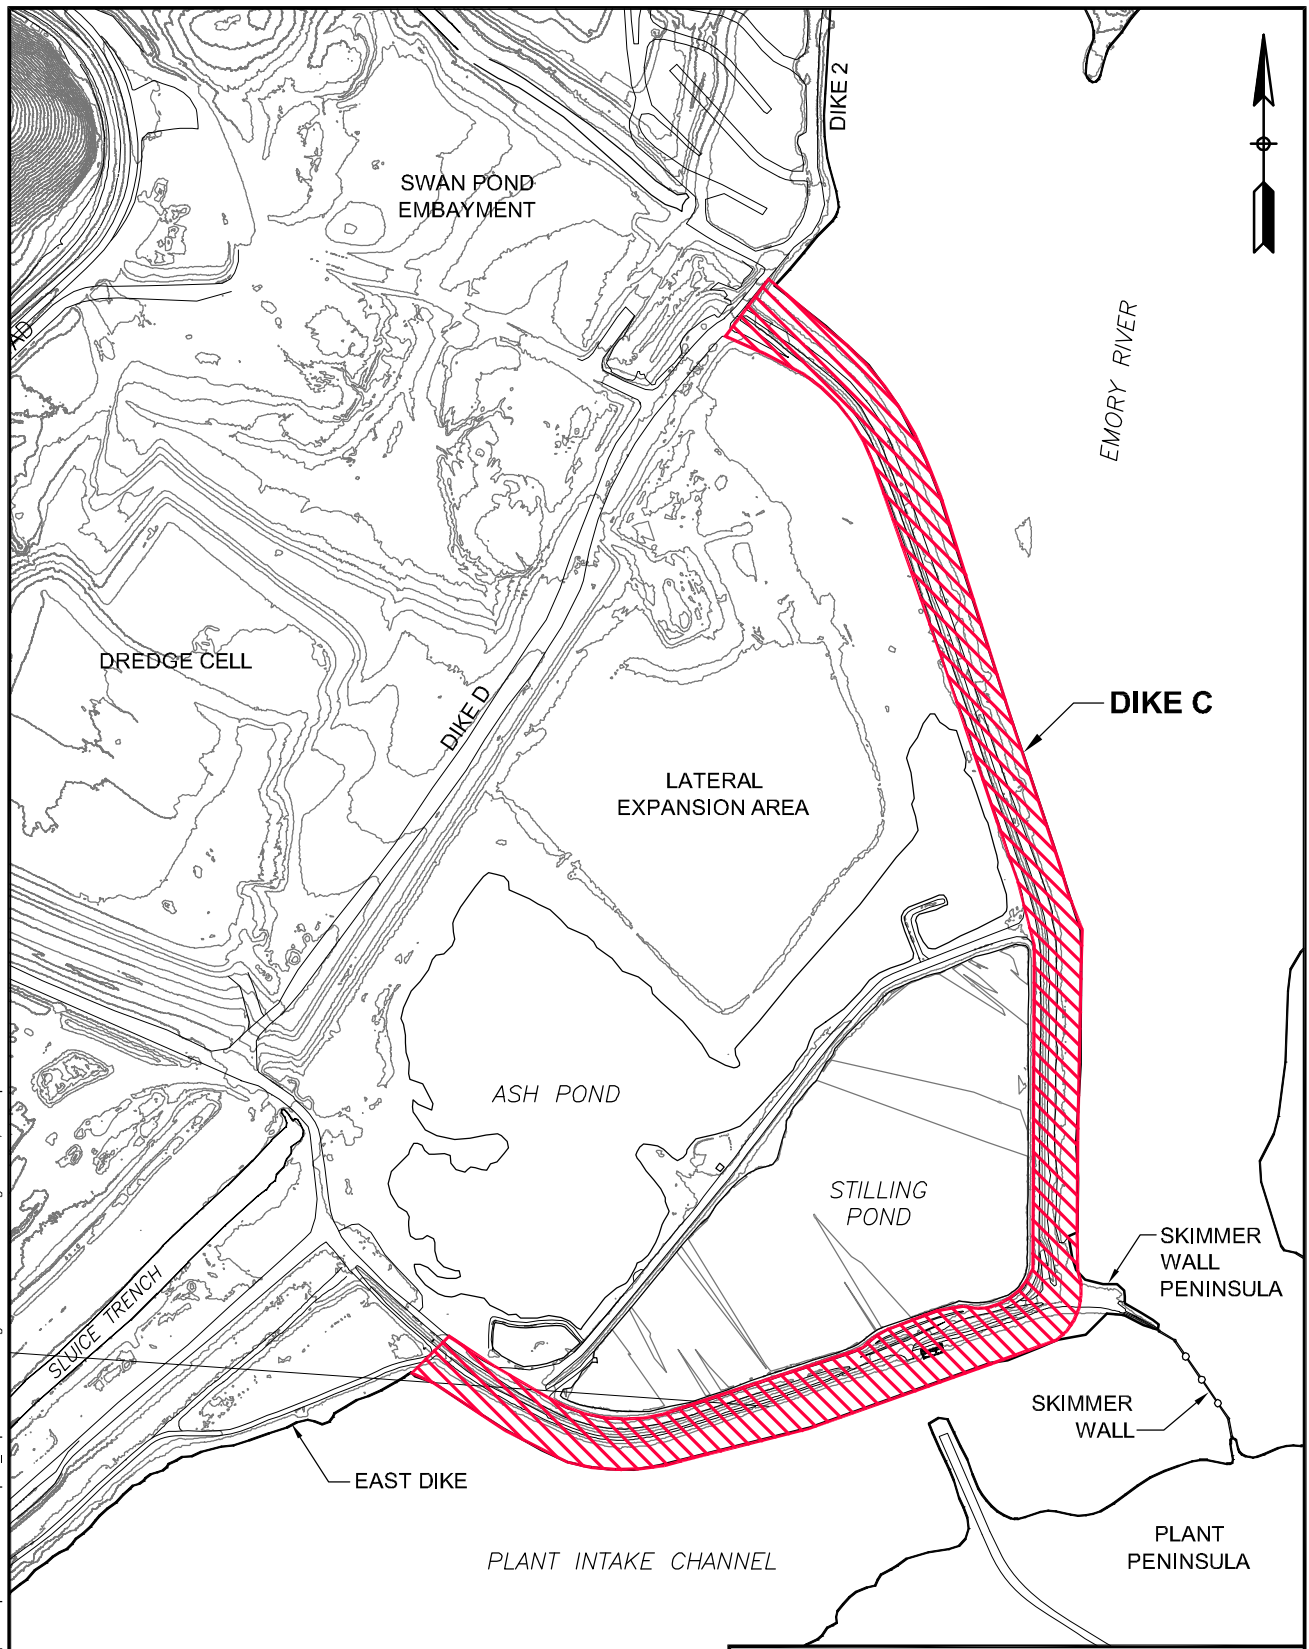 DIKE 2
SWAN POND
EMBAYMENT
AD
EMORY RIVER
DREDGE CELL
DIKE D
DIKE C
LATERAL
EXPANSION AREA
ASH POND
STILLING
POND
SKIMMER
WALL
PENINSULA
SLUICE TRENCH
SKIMMER
WALL
EAST DIKE
PLANT
PENINSULA
PLANT INTAKE CHANNEL